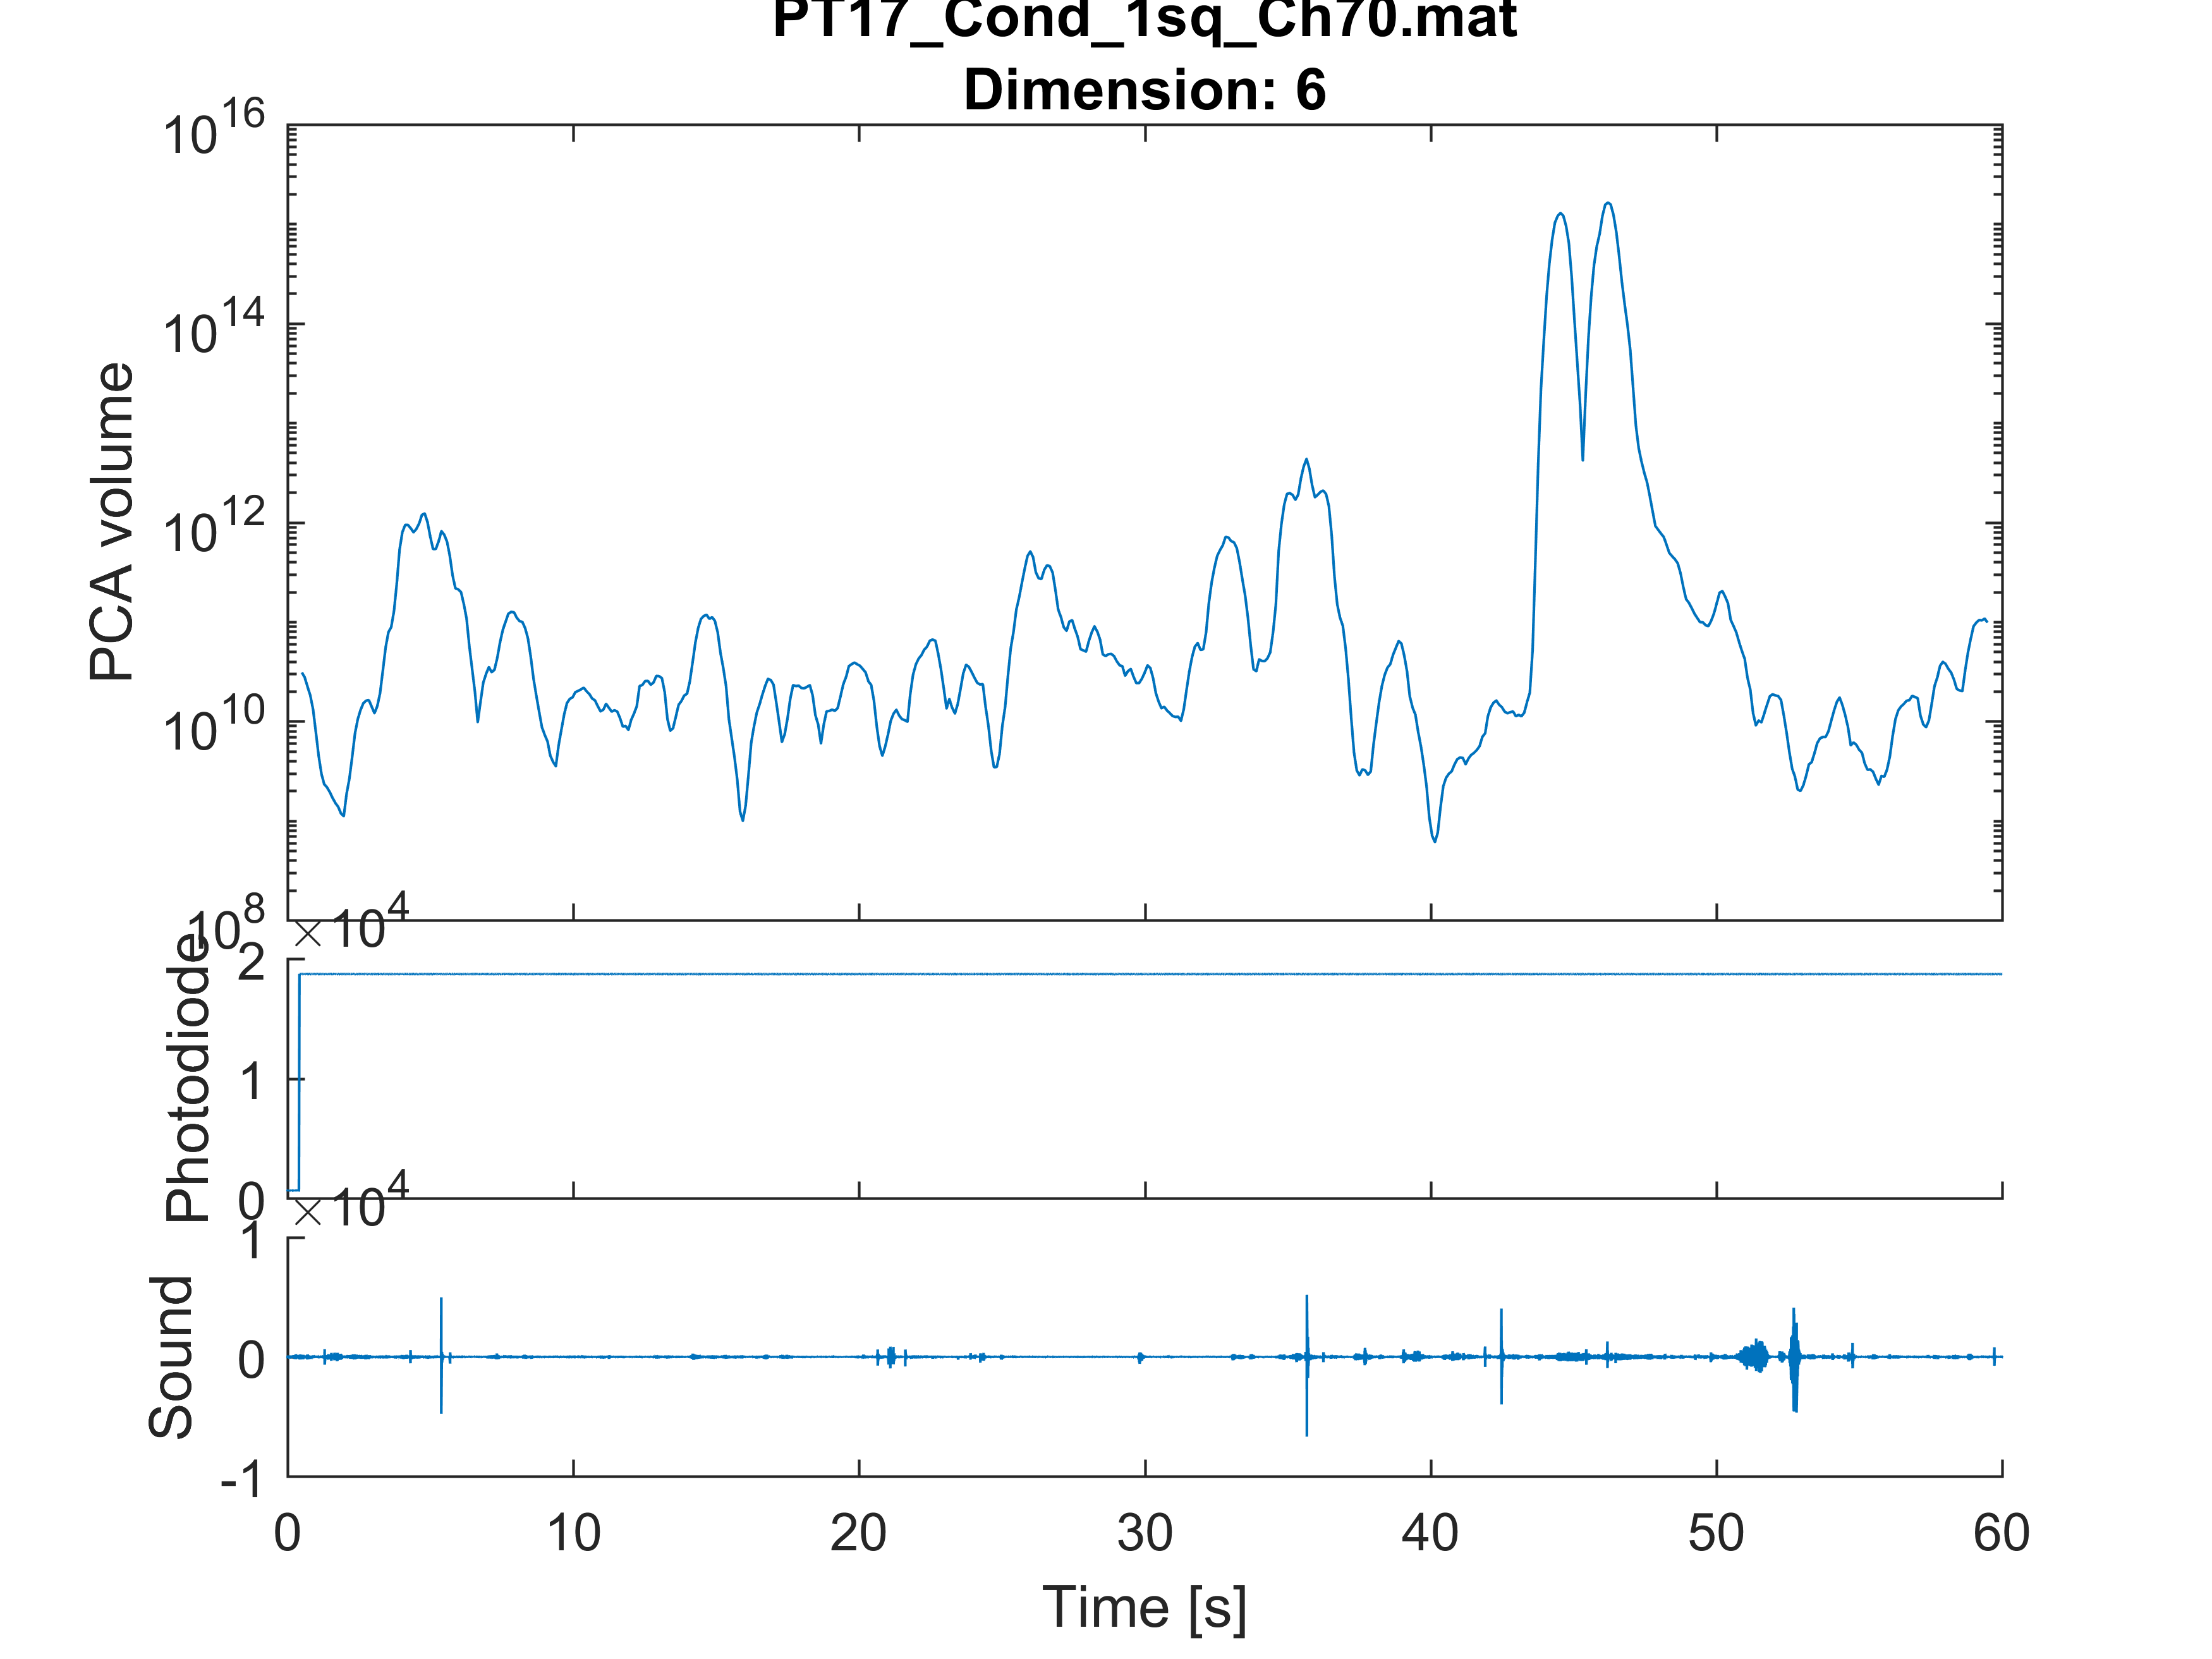 PT17_Cond_1sq_Ch70.mat
Dimension: 6
10^16
10^14
10^12
10^10
10^8
PCA volume
× 10^4
2
1
0
Photodiode
× 10^4
1
0
-1
Sound
0 10 20 30 40 50 60
Time [s]